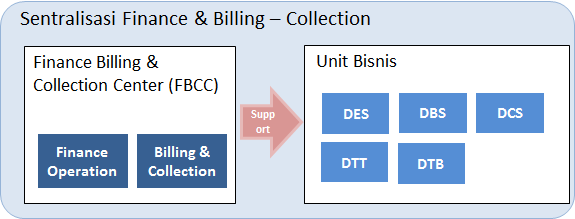 Sentralisasi Finance & Billing – Collection
Finance Billing &
Collection Center (FBCC)
Finance
Operation
Billing &
Collection
Supp
ort
Unit Bisnis
DES
DBS
DCS
DTT
DTB